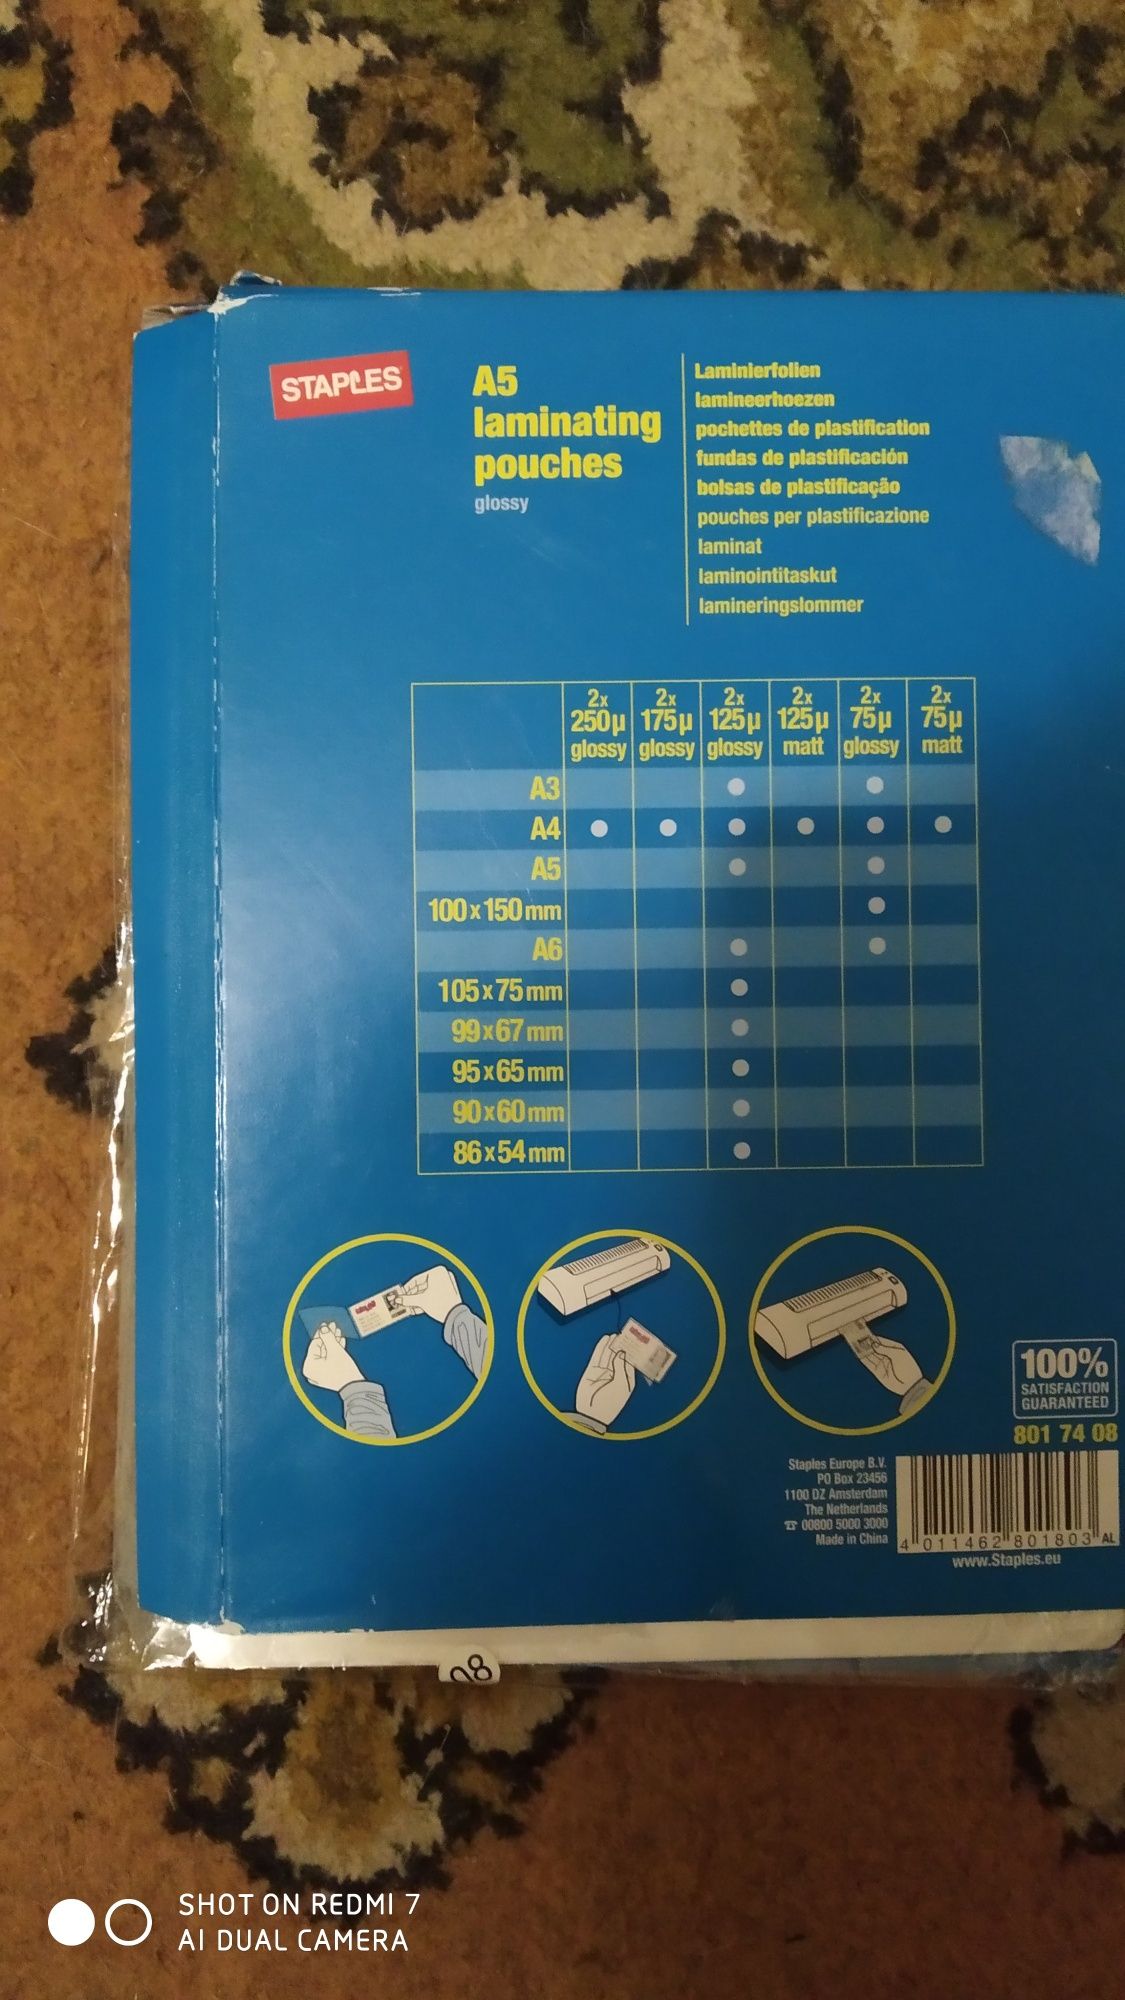 STAPLES
A5
laminating
pouches
glossy
Laminierfolien
lamineerhoezen
pochettes de plastification
fundas de plastificación
bolsas de plastificação
pouches per plastificazione
laminat
laminointitaskut
lamineringslommer
2x 2x 2x 2x 2x 2x
250µ 175µ 125µ 125µ 75µ 75µ
glossy glossy glossy matt glossy matt
A3
A4
A5
100x150mm
A6
105x75mm
99x67mm
95x65mm
90x60mm
86x54mm
100%
SATISFACTION
GUARANTEED
801 74 08
Staples Europe B.V.
PO Box 23456
1100 DZ Amsterdam
The Netherlands
☎ 00800 5000 3000
Made in China
4 011462 801803 AL
www.Staples.eu
08
SHOT ON REDMI 7
AI DUAL CAMERA